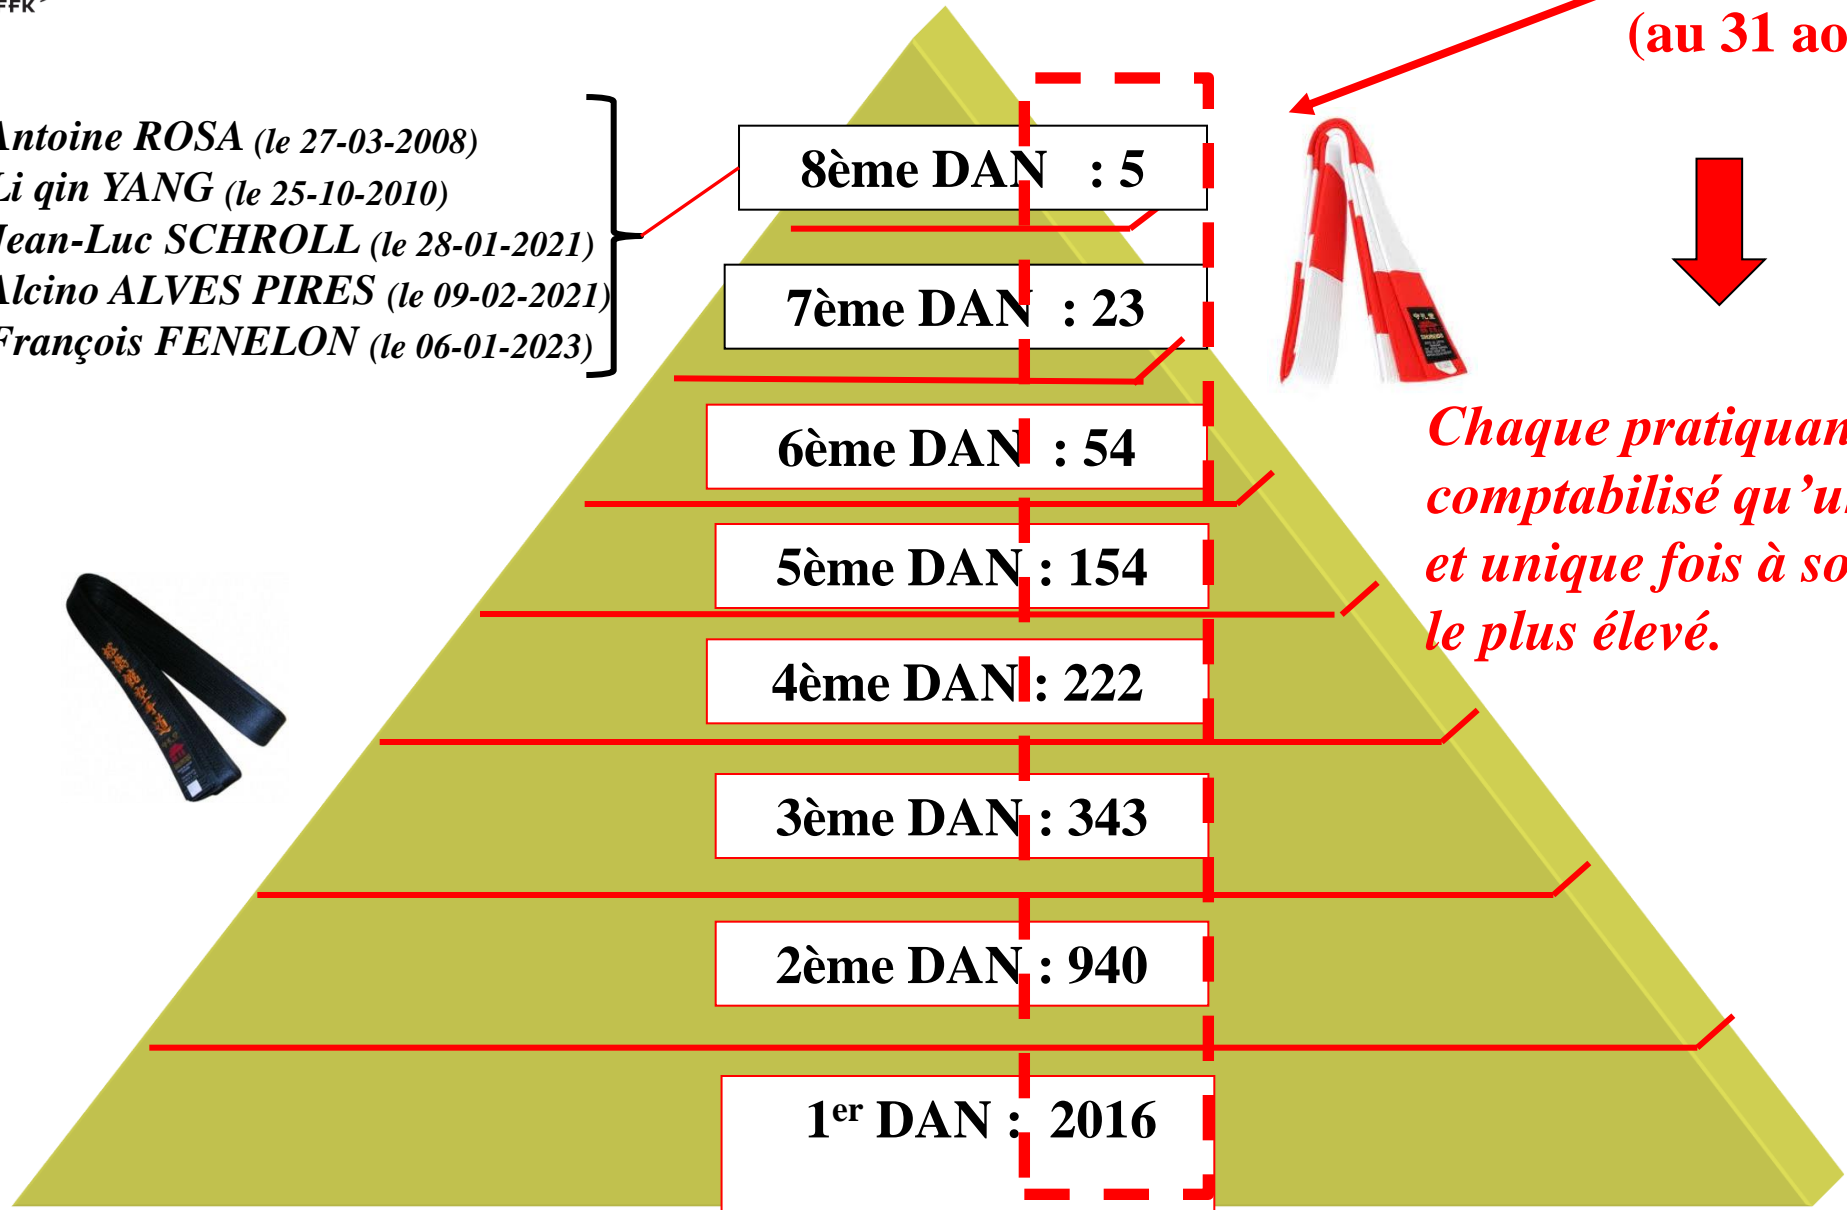 FFK
(au 31 ao
Antoine ROSA (le 27-03-2008)
Li qin YANG (le 25-10-2010)
Jean-Luc SCHROLL (le 28-01-2021)
Alcino ALVES PIRES (le 09-02-2021)
François FENELON (le 06-01-2023)
8ème DAN : 5
7ème DAN : 23
6ème DAN : 54
5ème DAN : 154
4ème DAN : 222
3ème DAN : 343
2ème DAN : 940
1er DAN : 2016
Chaque pratiquan
comptabilisé qu’u
et unique fois à so
le plus élevé.